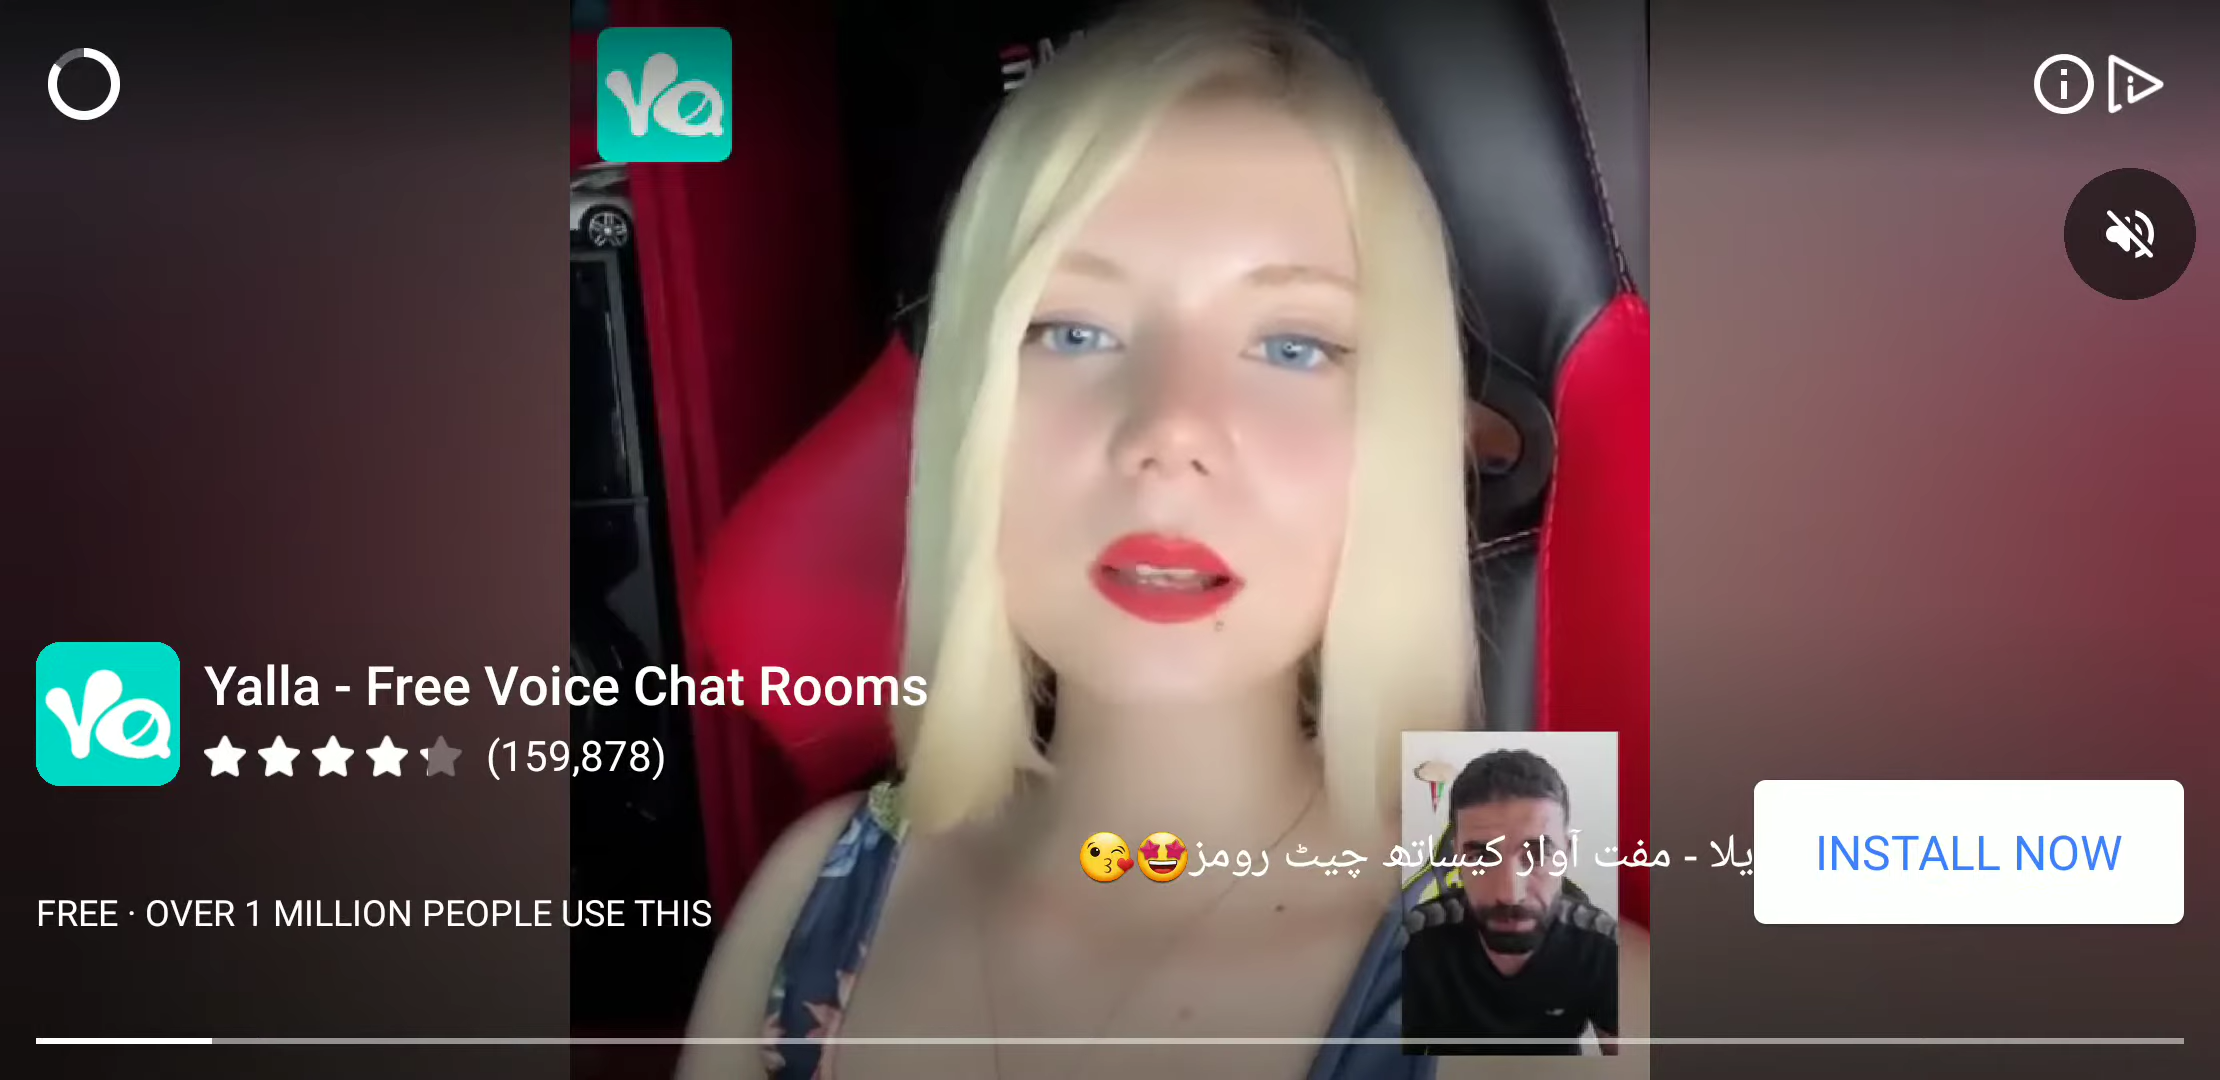 Yalla - Free Voice Chat Rooms
(159,878)
یلا - مفت آواز کیساتھ چیٹ رومز🤩😘
INSTALL NOW
FREE · OVER 1 MILLION PEOPLE USE THIS